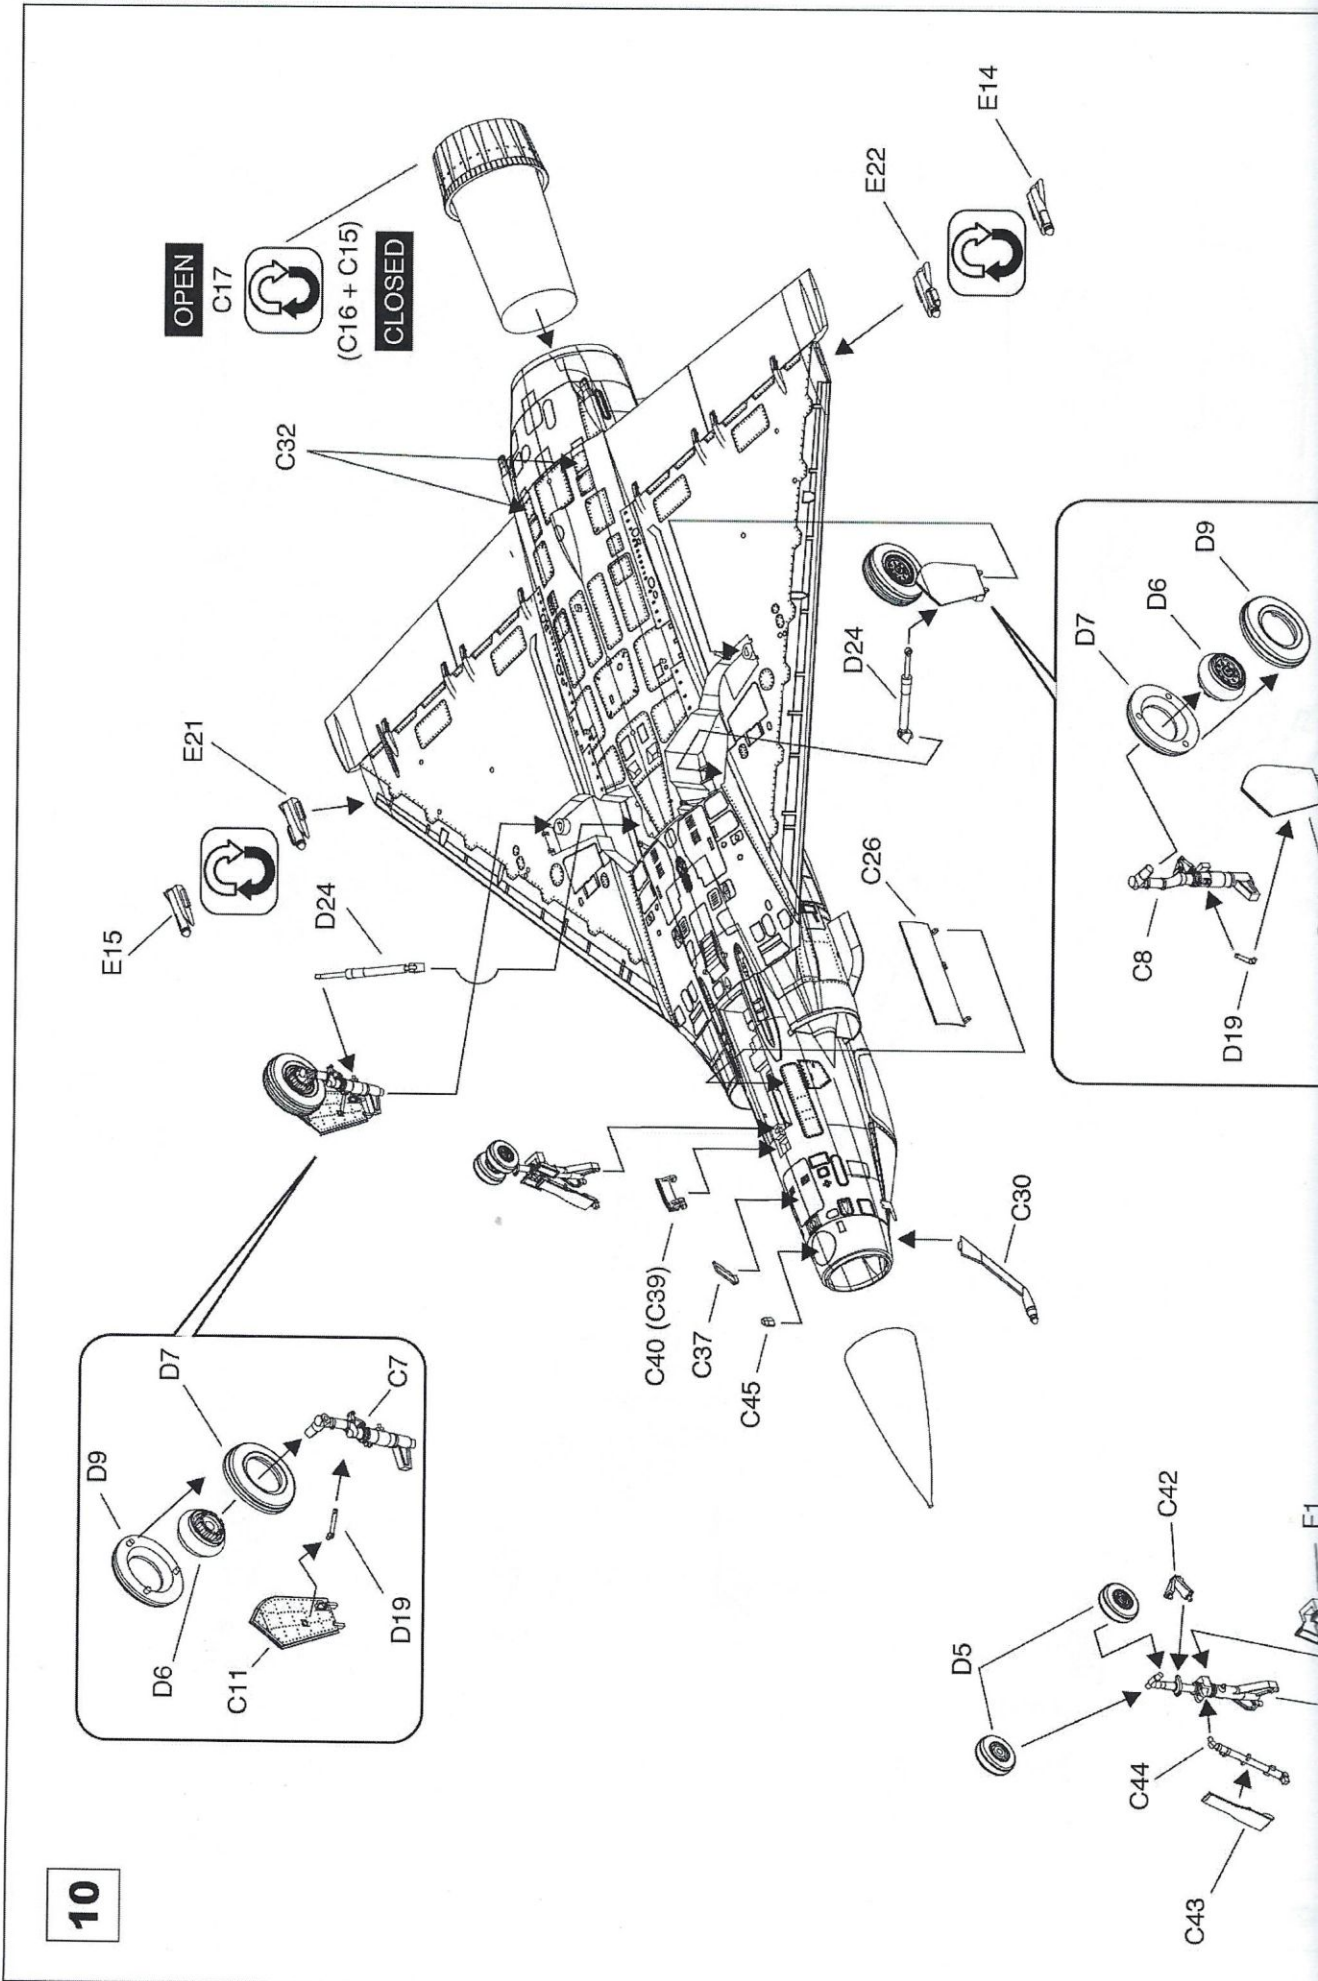 10
OPEN
C17
(C16 + C15)
CLOSED
C32
E21
E15
D24
E22
E14
D9
D7
D6
C7
C11
D19
C40 (C39)
C37
C45
C30
C26
D24
D7
D6
D9
C8
D19
D5
C42
C44
C43